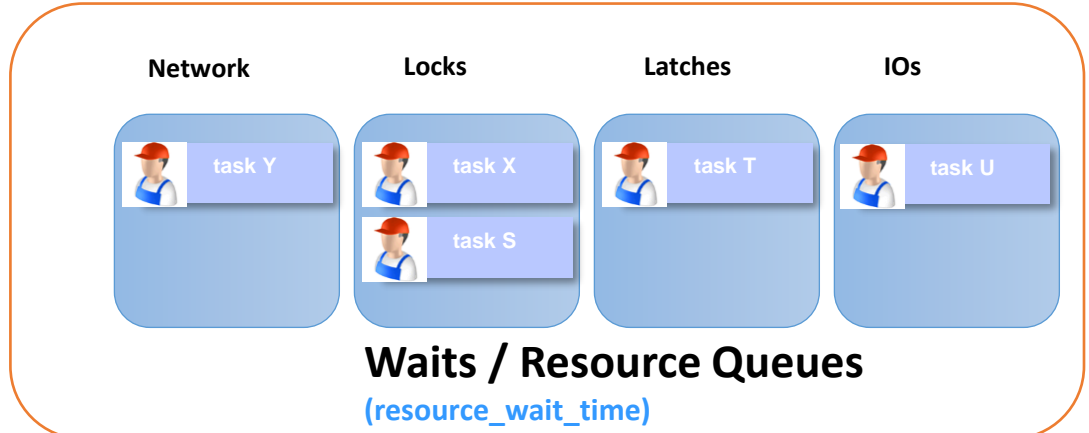 Network
Locks
Latches
IOs
task Y
task X
task T
task U
task S
Waits / Resource Queues
(resource_wait_time)